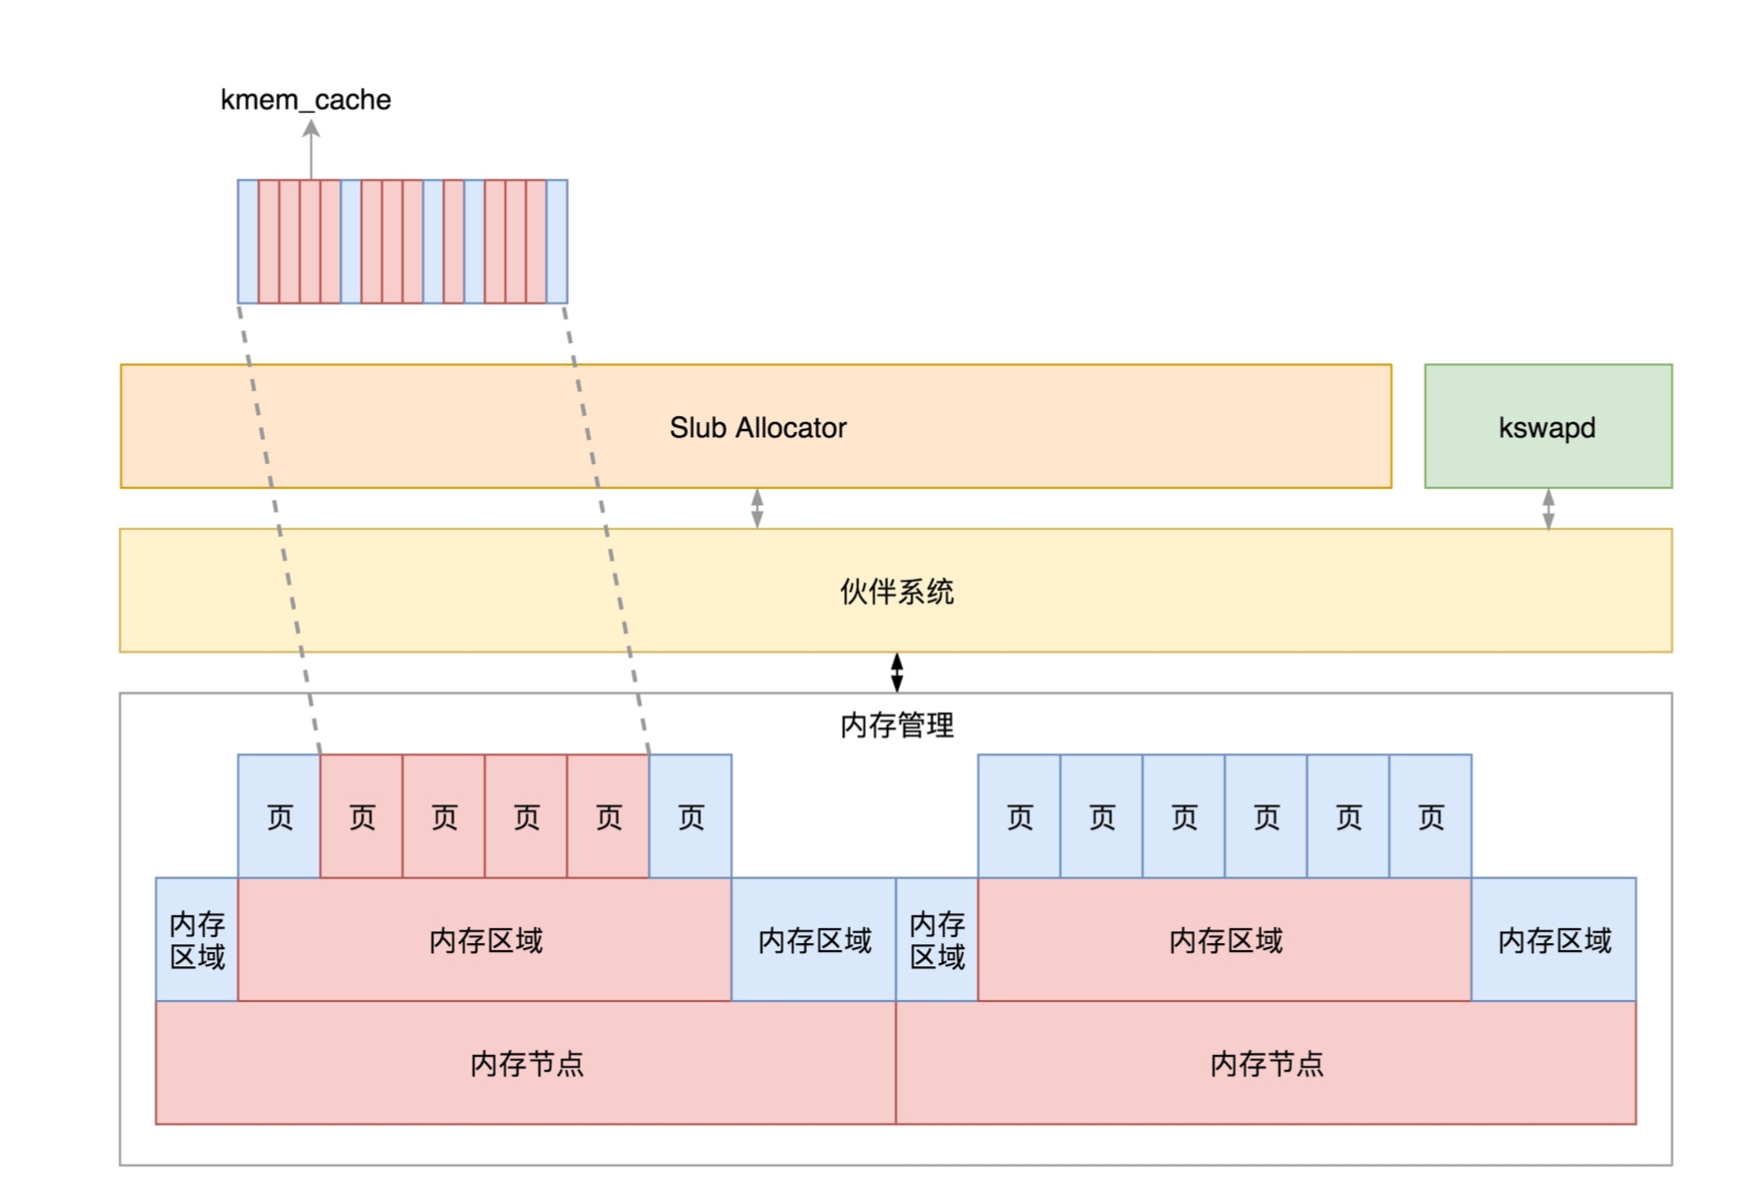 kmem_cache
Slub Allocator
kswapd
伙伴系统
内存管理
页
页
页
页
页
页
页
页
页
页
页
页
内存
区域
内存区域
内存区域
内存
区域
内存区域
内存区域
内存节点
内存节点